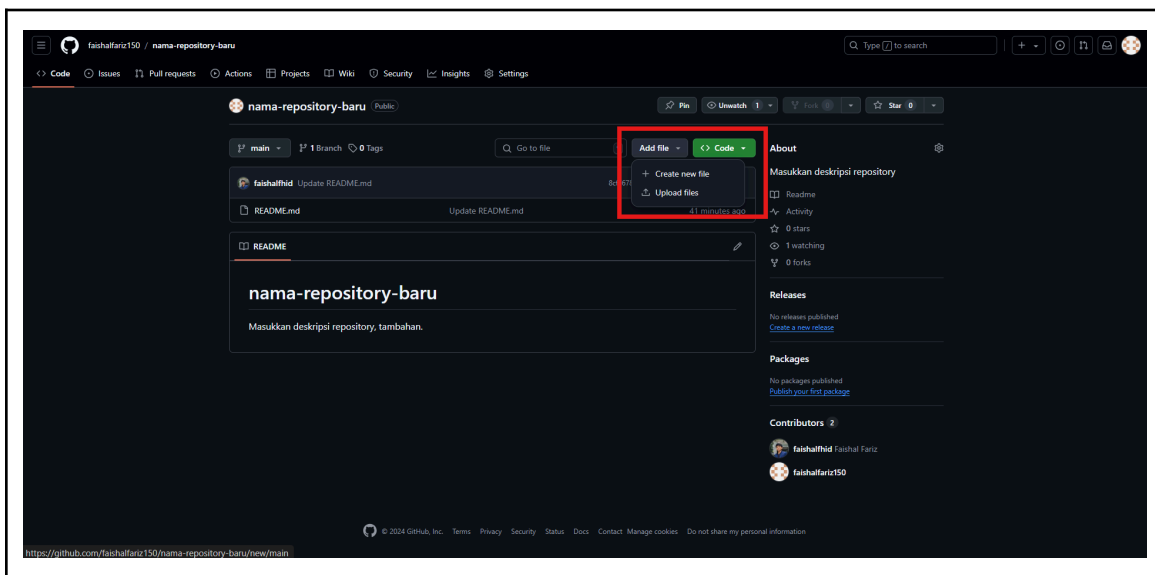 faishalfariz150 / nama-repository-baru
Type / to search
Code Issues Pull requests Actions Projects Wiki Security Insights Settings
nama-repository-baru Public
Pin Unwatch 1 Fork 0 Star 0
main 1 Branch 0 Tags
Go to file
Add file Code
Create new file
Upload files
faishalfhid Update README.md
README.md Update README.md 41 minutes ago
README
nama-repository-baru
Masukkan deskripsi repository, tambahan.
About
Masukkan deskripsi repository
Readme
Activity
0 stars
1 watching
0 forks
Releases
No releases published
Create a new release
Packages
No packages published
Publish your first package
Contributors 2
faishalfhid Faishal Fariz
faishalfariz150
© 2024 GitHub, Inc. Terms Privacy Security Status Docs Contact Manage cookies Do not share my personal information
https://github.com/faishalfariz150/nama-repository-baru/new/main